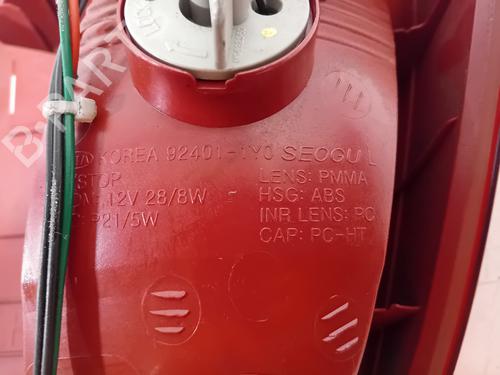 KOREA 92401-1Y0 SEOGU L
STOP
12V 28/8W
P21/5W
LENS: PMMA
HSG: ABS
INR LENS: PC
CAP: PC-HT